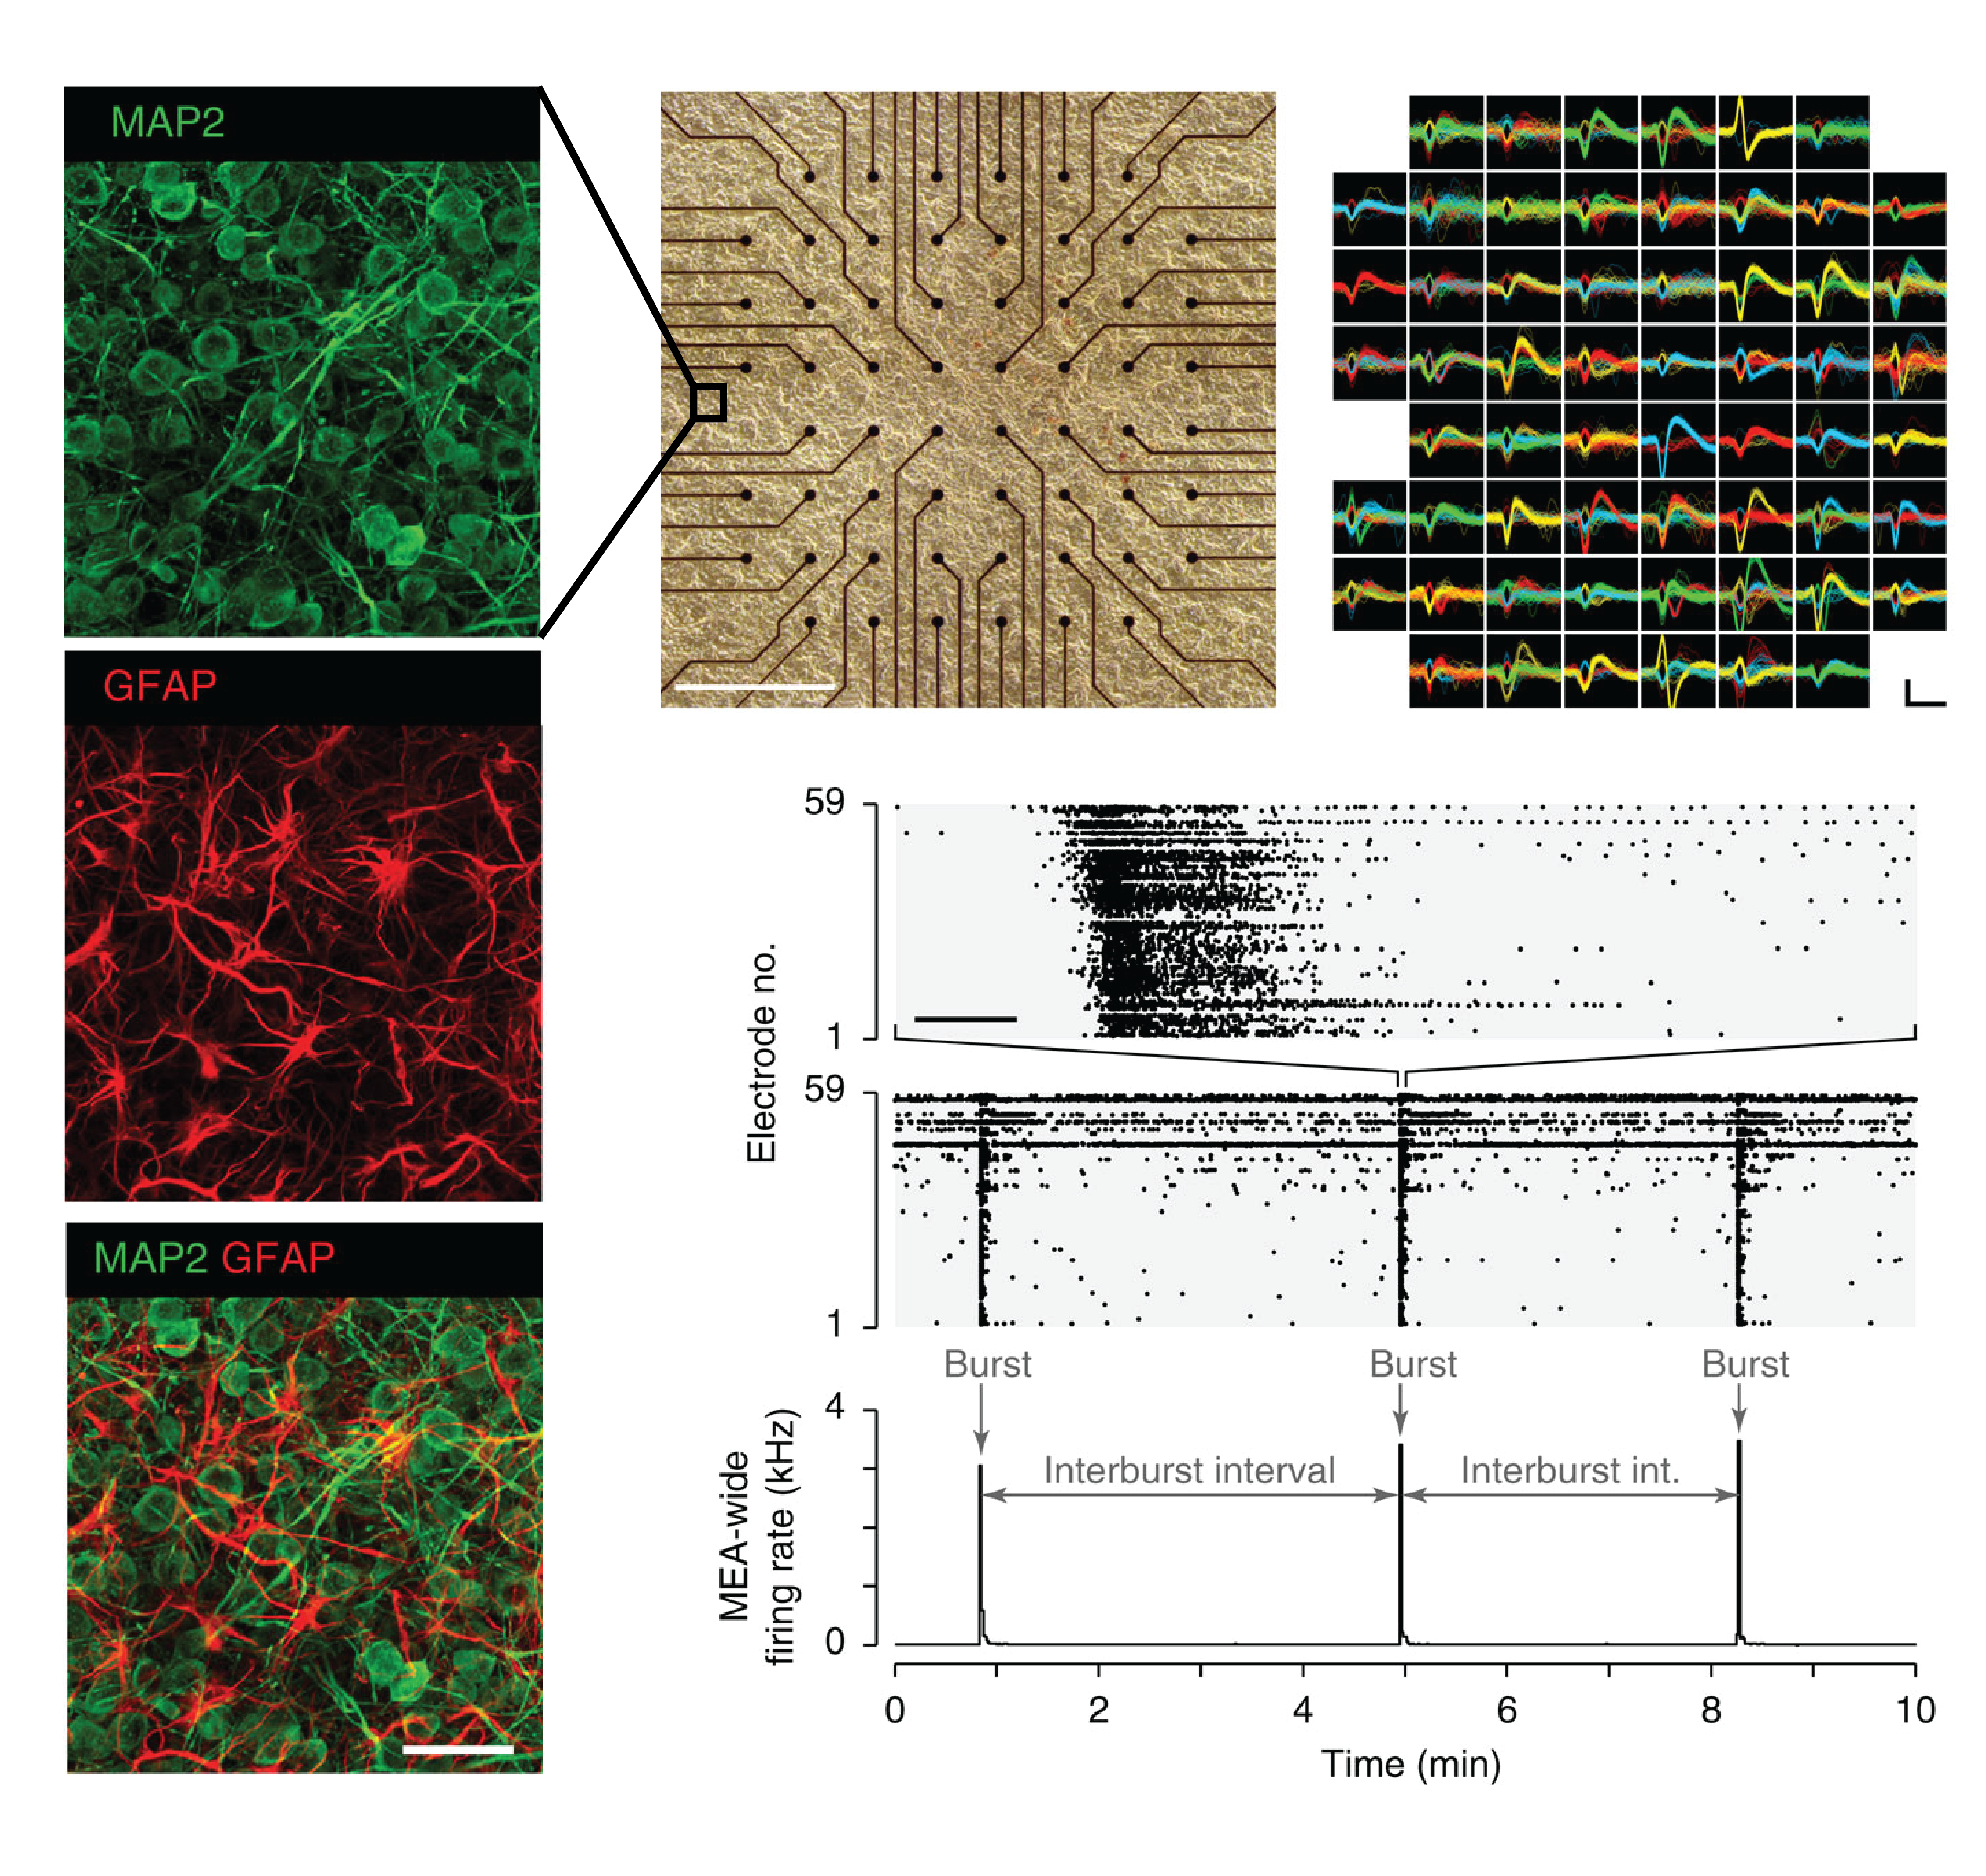 MAP2
GFAP
MAP2 GFAP
59
Electrode no.
1
59
1
Burst
Burst
Burst
4
MEA-wide
firing rate (kHz)
Interburst interval
Interburst int.
0
0
2
4
6
8
10
Time (min)